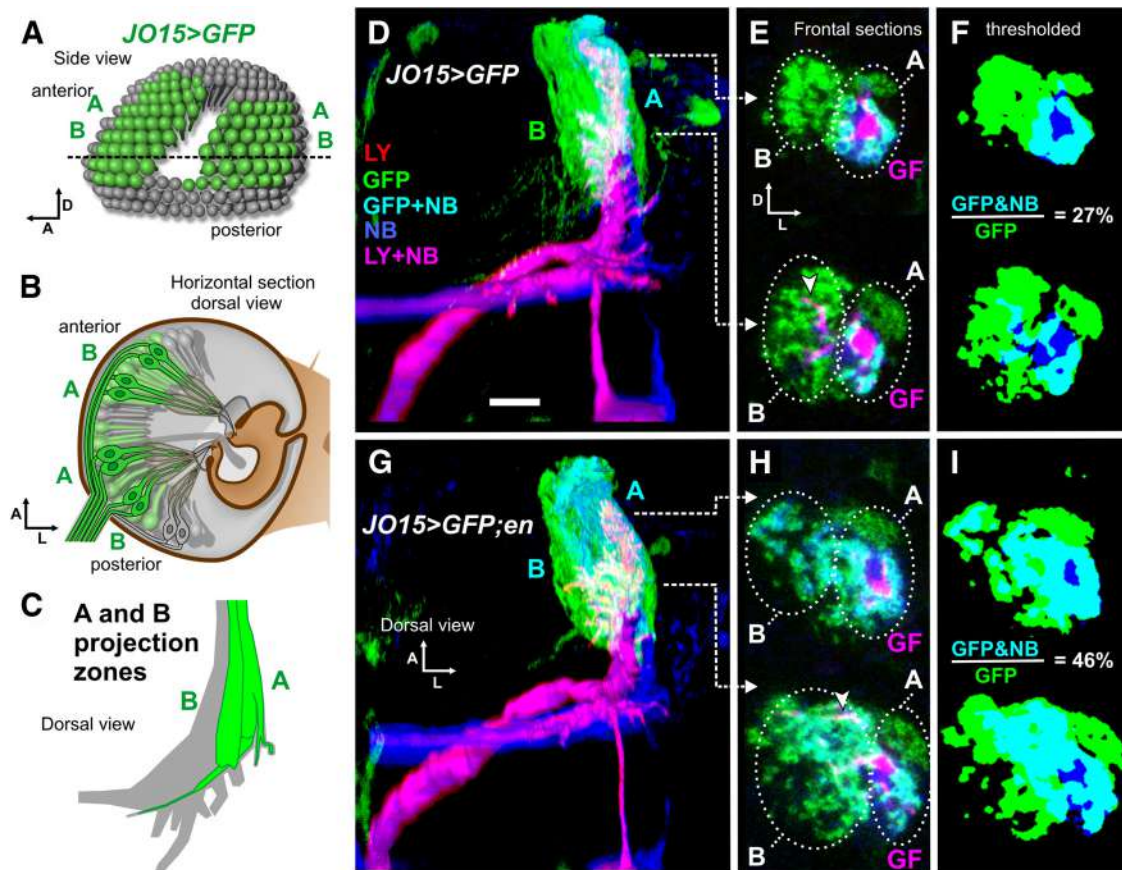 A
JO15>GFP
Side view
anterior
A
B
A
B
D
A
posterior
B
Horizontal section
dorsal view
anterior
B
A
A
B
posterior
A
L
C
A and B
projection
zones
B
A
Dorsal view
D
JO15>GFP
A
B
LY
GFP
GFP+NB
NB
LY+NB
E
Frontal sections
A
B
GF
D
L
A
B
GF
F
thresholded
GFP&NB
GFP
= 27%
G
JO15>GFP;en
A
B
Dorsal view
A
L
H
A
B
GF
A
B
GF
I
GFP&NB
GFP
= 46%